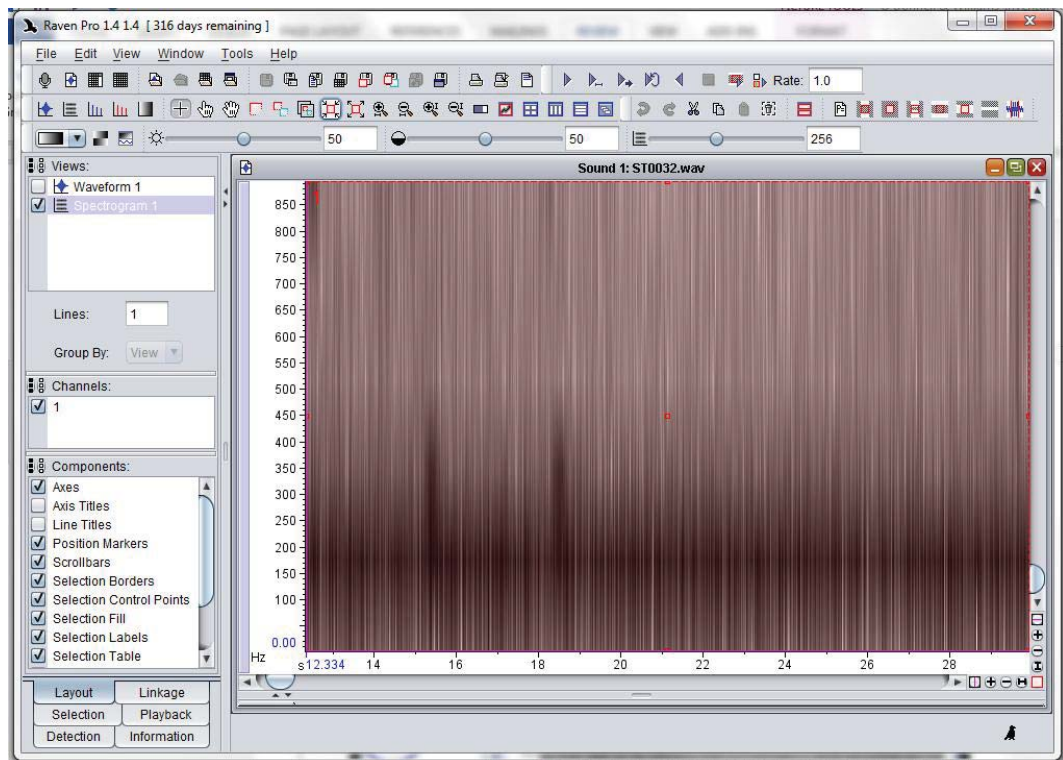 Raven Pro 1.4 1.4 [ 316 days remaining ]
File Edit View Window Tools Help
Rate: 1.0
50 50 256
Views:
Waveform 1
Spectrogram 1
Lines: 1
Group By: View
Channels:
1
Components:
Axes
Axis Titles
Line Titles
Position Markers
Scrollbars
Selection Borders
Selection Control Points
Selection Fill
Selection Labels
Selection Table
Layout Linkage
Selection Playback
Detection Information
Sound 1: ST0032.wav
1
850
800
750
700
650
600
550
500
450
400
350
300
250
200
150
100
0.00
Hz
s12.334 14 16 18 20 22 24 26 28